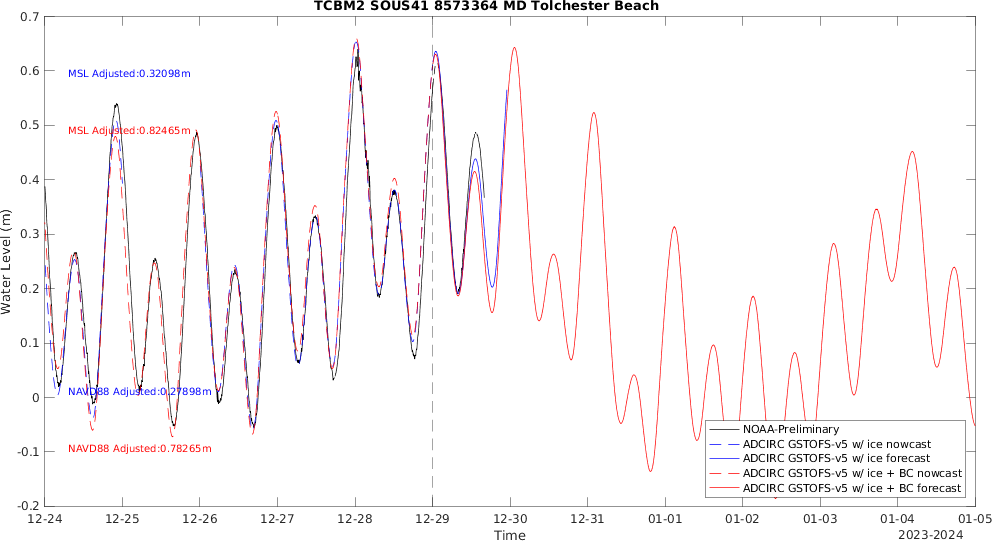 TCBM2 SOUS41 8573364 MD Tolchester Beach
0.7
0.6
0.5
0.4
0.3
0.2
0.1
0
-0.1
-0.2
Water Level (m)
MSL Adjusted:0.32098m
MSL Adjusted:0.82465m
NAVD88 Adjusted:0.27898m
NAVD88 Adjusted:0.78265m
NOAA-Preliminary
ADCIRC GSTOFS-v5 w/ ice nowcast
ADCIRC GSTOFS-v5 w/ ice forecast
ADCIRC GSTOFS-v5 w/ ice + BC nowcast
ADCIRC GSTOFS-v5 w/ ice + BC forecast
12-24 12-25 12-26 12-27 12-28 12-29 12-30 12-31 01-01 01-02 01-03 01-04 01-05
Time
2023-2024